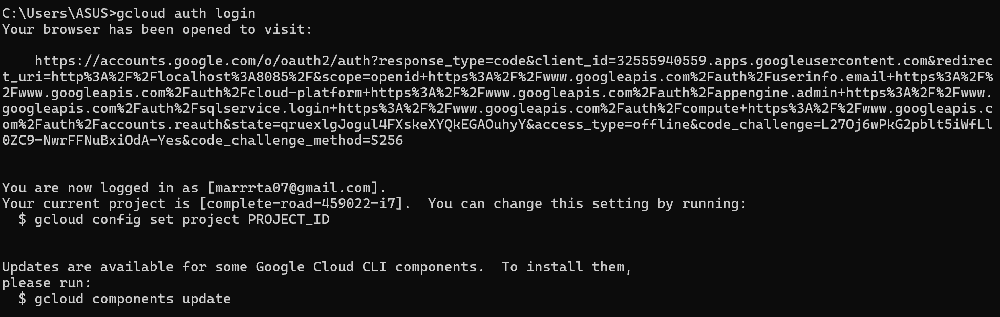 C:\Users\ASUS>gcloud auth login
Your browser has been opened to visit:
https://accounts.google.com/o/oauth2/auth?response_type=code&client_id=32555940559.apps.googleusercontent.com&redirec
t_uri=http%3A%2F%2Flocalhost%3A8085%2F&scope=openid+https%3A%2F%2Fwww.googleapis.com%2Fauth%2Fuserinfo.email+https%3A%2F%
2Fwww.googleapis.com%2Fauth%2Fcloud-platform+https%3A%2F%2Fwww.googleapis.com%2Fauth%2Fappengine.admin+https%3A%2F%2Fwww.
googleapis.com%2Fauth%2Fsqlservice.login+https%3A%2F%2Fwww.googleapis.com%2Fauth%2Fcompute+https%3A%2F%2Fwww.googleapis.c
om%2Fauth%2Faccounts.reauth&state=qruexlgJogul4FXskeXYQkEGAOuhyY&access_type=offline&code_challenge=L27Oj6wPkG2pblt5iWfLl
0ZC9-NwrFFNuBxiOdA-Yes&code_challenge_method=S256
You are now logged in as [marrrta07@gmail.com].
Your current project is [complete-road-459022-i7].  You can change this setting by running:
  $ gcloud config set project PROJECT_ID
Updates are available for some Google Cloud CLI components.  To install them,
please run:
  $ gcloud components update